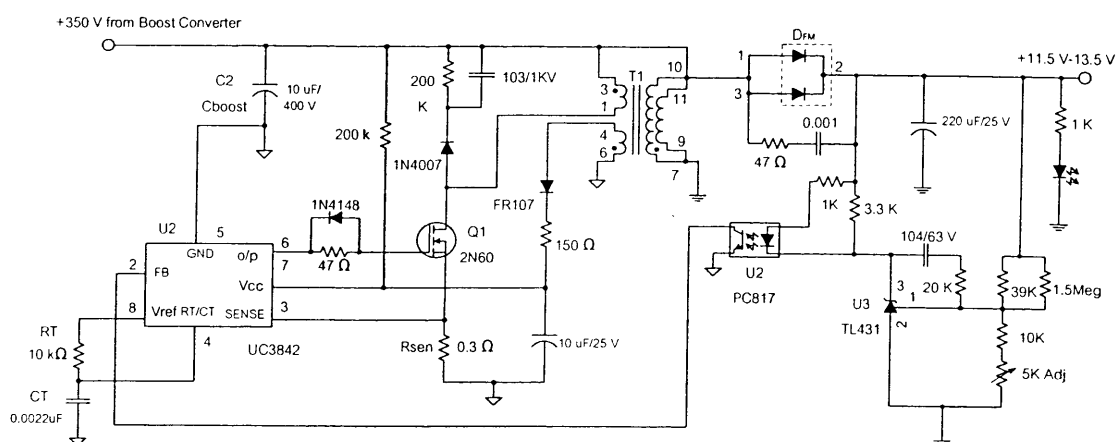 +350 V from Boost Converter
C2
10 uF/
400 V
Cboost
200
K
103/1KV
200 k
1N4007
3
1
4
6
T1
10
11
9
7
1
3
DFM
2
+11.5 V-13.5 V
0.001
47 Ω
220 uF/25 V
1 K
FR107
150 Ω
1K
3.3 K
104/63 V
U2
5
GND
o/p
6
7
1N4148
47 Ω
Q1
2N60
2
FB
Vcc
8
Vref
RT/CT
SENSE
3
4
UC3842
RT
10 kΩ
CT
0.0022uF
Rsen
0.3 Ω
10 uF/25 V
U2
PC817
20 K
39K
1.5Meg
U3
TL431
3
1
2
10K
5K Adj